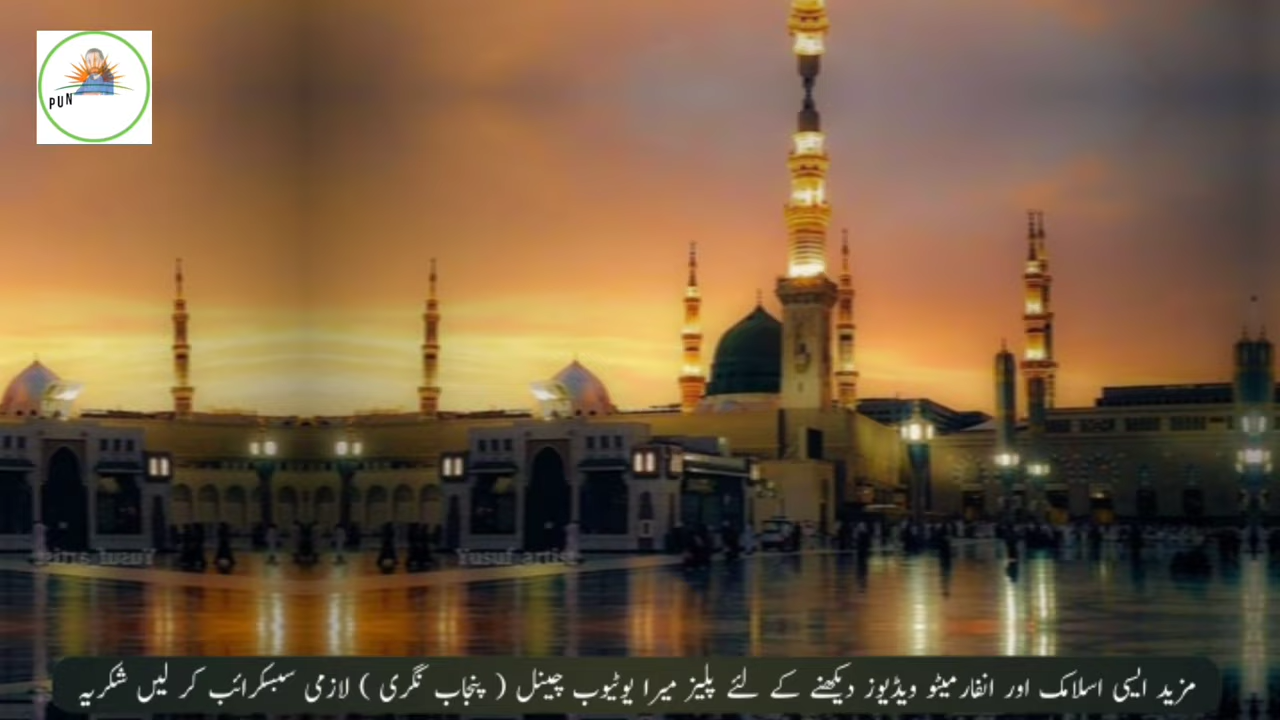 PUN
Yusuf artist
مزید ایسی اسلامک اور انفارمیٹو ویڈیوز دیکھنے کے لئے پلیز میرا یوٹیوب چینل ( پنجاب نگری ) لازمی سبسکرائب کر لیں شکریہ